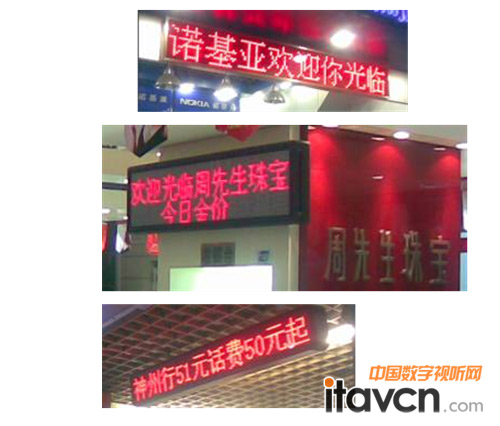 诺基亚欢迎你光临
NOKIA
欢迎光临周先生珠宝
今日金价
周先生珠宝
神州行51元话费50元起
中国数字视听网
itavcn.com